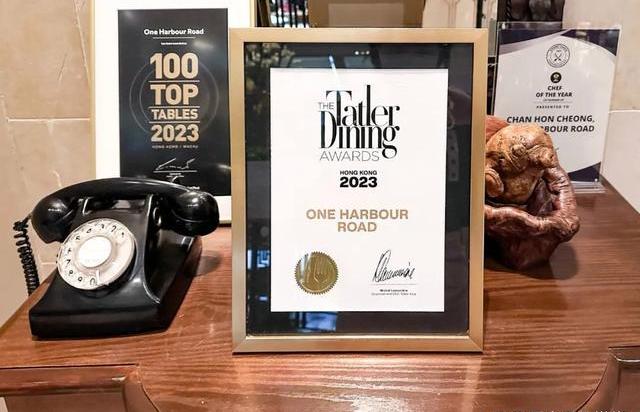 One Harbour Road
100
TOP
TABLES
2023
HONG KONG / MACAU
THE Tatler
Dining
AWARDS
HONG KONG
2023
ONE HARBOUR
ROAD
CHEF
OF THE YEAR
PRESENTED TO
CHAN HON CHEONG,
BOUR ROAD